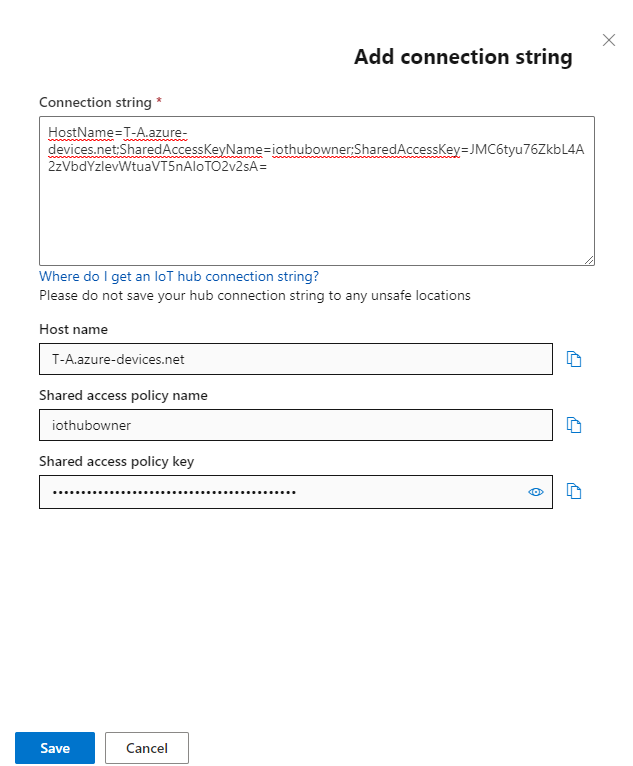 Add connection string
Connection string *
HostName=T-A.azure-
devices.net;SharedAccessKeyName=iothubowner;SharedAccessKey=JMC6tyu76ZkbL4A
2zVbdYzIevWtuaVT5nAIoTO2v2sA=
Where do I get an IoT hub connection string?
Please do not save your hub connection string to any unsafe locations
Host name
T-A.azure-devices.net
Shared access policy name
iothubowner
Shared access policy key
••••••••••••••••••••••••••••••••••••••••••••
Save Cancel